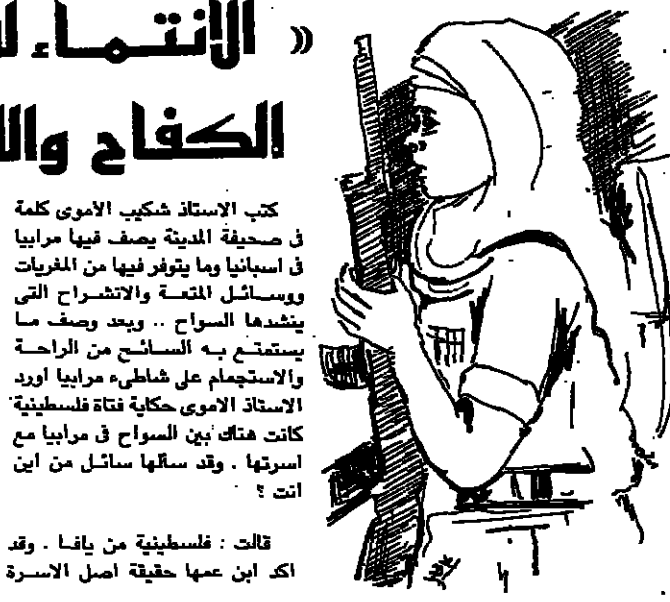 « الانتمـــاء
الكفاح
كتب الاستاذ شكيب الاموى كلمة
فى صحيفة المدينة يصف فيها مرابيا
فى اسبانيا وما يتوفر فيها من المغريات
ووسائل المتعة والانشراح التى
ينشدها السواح .. وبعد وصف ما
يستمتع به السائح من الراحة
والاستجمام على شاطىء مرابيا اورد
الاستاذ الاموى حكاية فتاة فلسطينية
كانت هناك بين السواح فى مرابيا مع
اسرتها . وقد سألها سائل من اين
انت ؟
قالت : فلسطينية من يافا . وقد
اكد ابن عمها حقيقة اصل الاسرة